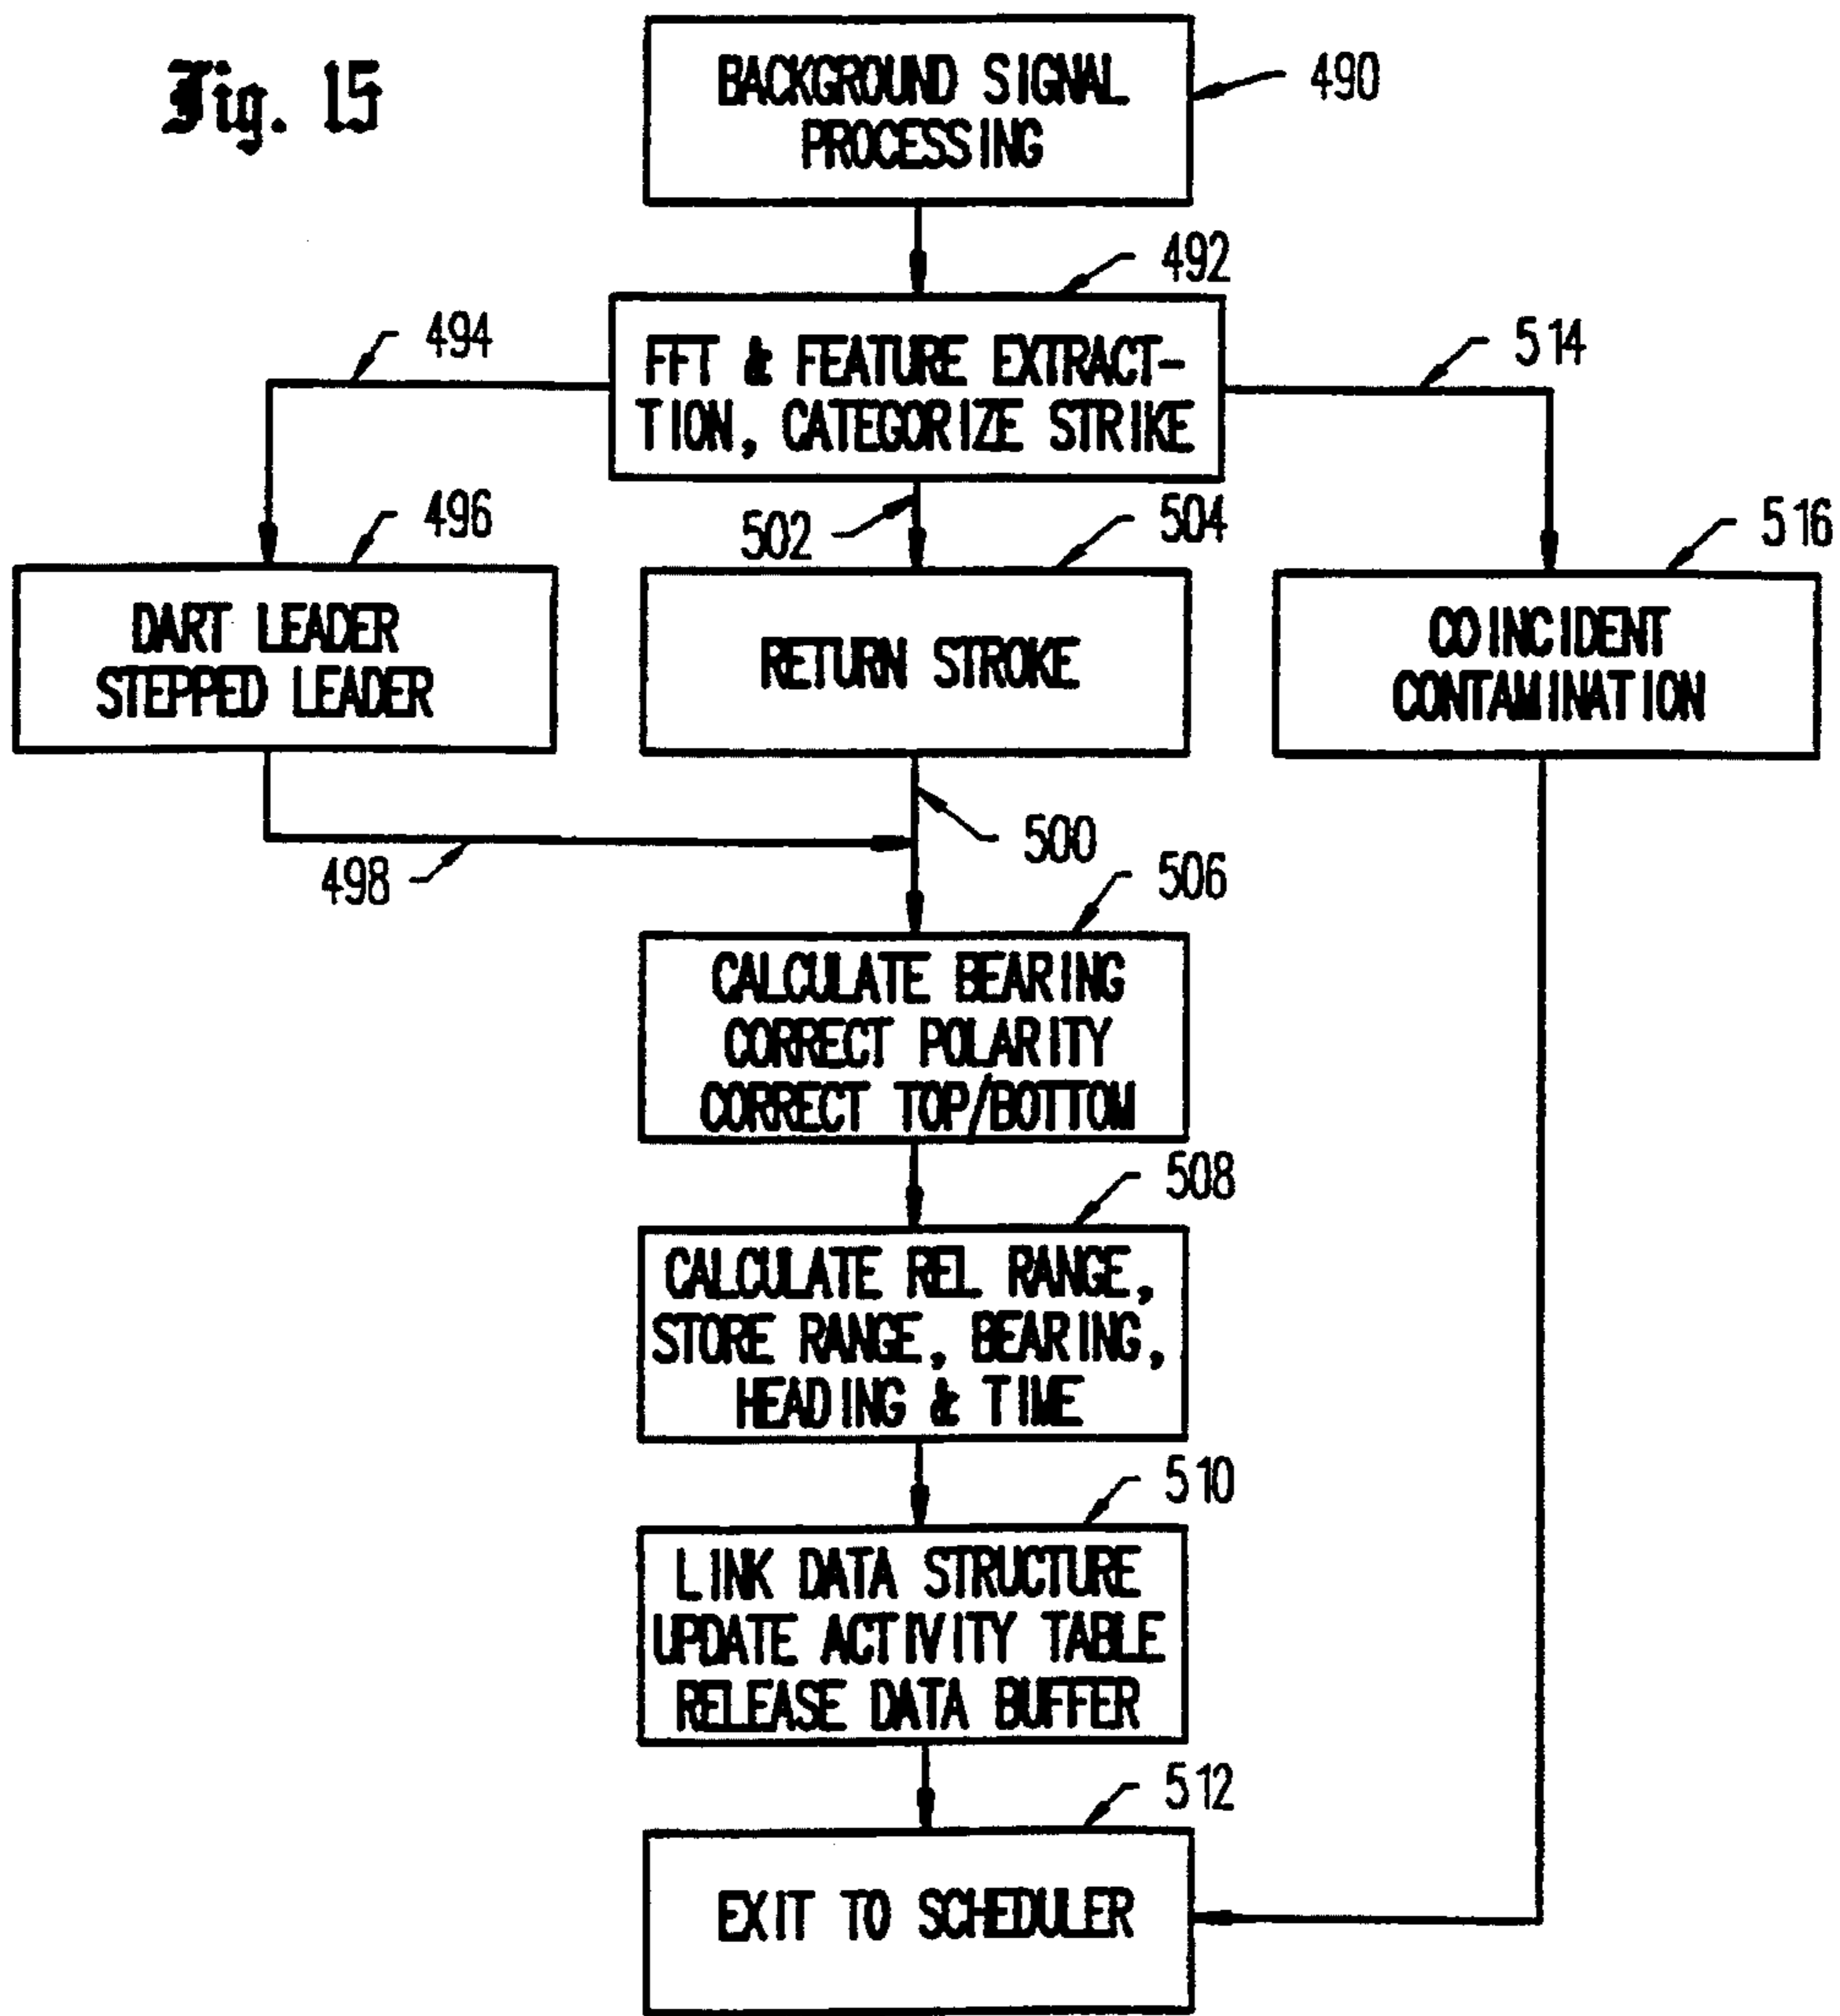 Fig. 15
BACKGROUND SIGNAL
PROCESSING
490
492
FFT & FEATURE EXTRACT-
TION, CATEGORIZE STRIKE
494
514
496
502
504
516
DART LEADER
STEPPED LEADER
RETURN STROKE
COINCIDENT
CONTAMINATION
498
500
506
CALCULATE BEARING
CORRECT POLARITY
CORRECT TOP/BOTTOM
508
CALCULATE REL RANGE,
STORE RANGE, BEARING,
HEADING & TIME
510
LINK DATA STRUCTURE
UPDATE ACTIVITY TABLE
RELEASE DATA BUFFER
512
EXIT TO SCHEDULER